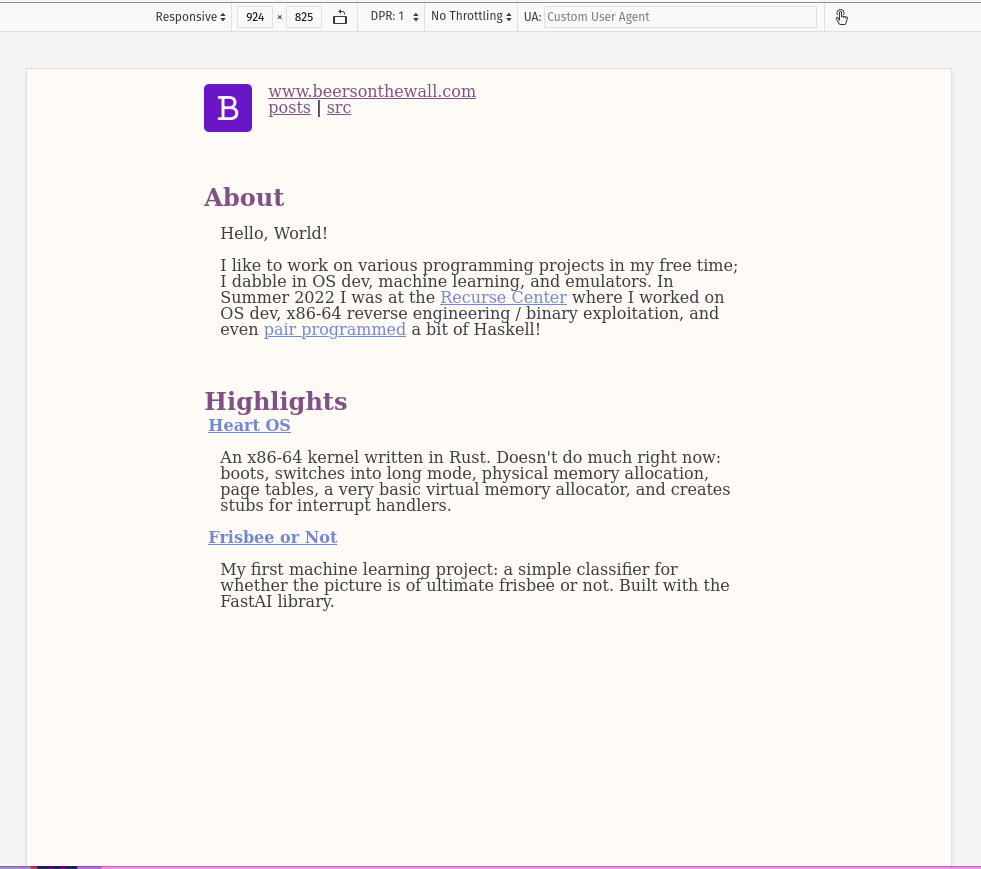 Responsive 924 × 825 DPR: 1 No Throttling UA: Custom User Agent
B
www.beersonthewall.com
posts | src
About
Hello, World!
I like to work on various programming projects in my free time;
I dabble in OS dev, machine learning, and emulators. In
Summer 2022 I was at the Recurse Center where I worked on
OS dev, x86-64 reverse engineering / binary exploitation, and
even pair programmed a bit of Haskell!
Highlights
Heart OS
An x86-64 kernel written in Rust. Doesn't do much right now:
boots, switches into long mode, physical memory allocation,
page tables, a very basic virtual memory allocator, and creates
stubs for interrupt handlers.
Frisbee or Not
My first machine learning project: a simple classifier for
whether the picture is of ultimate frisbee or not. Built with the
FastAI library.